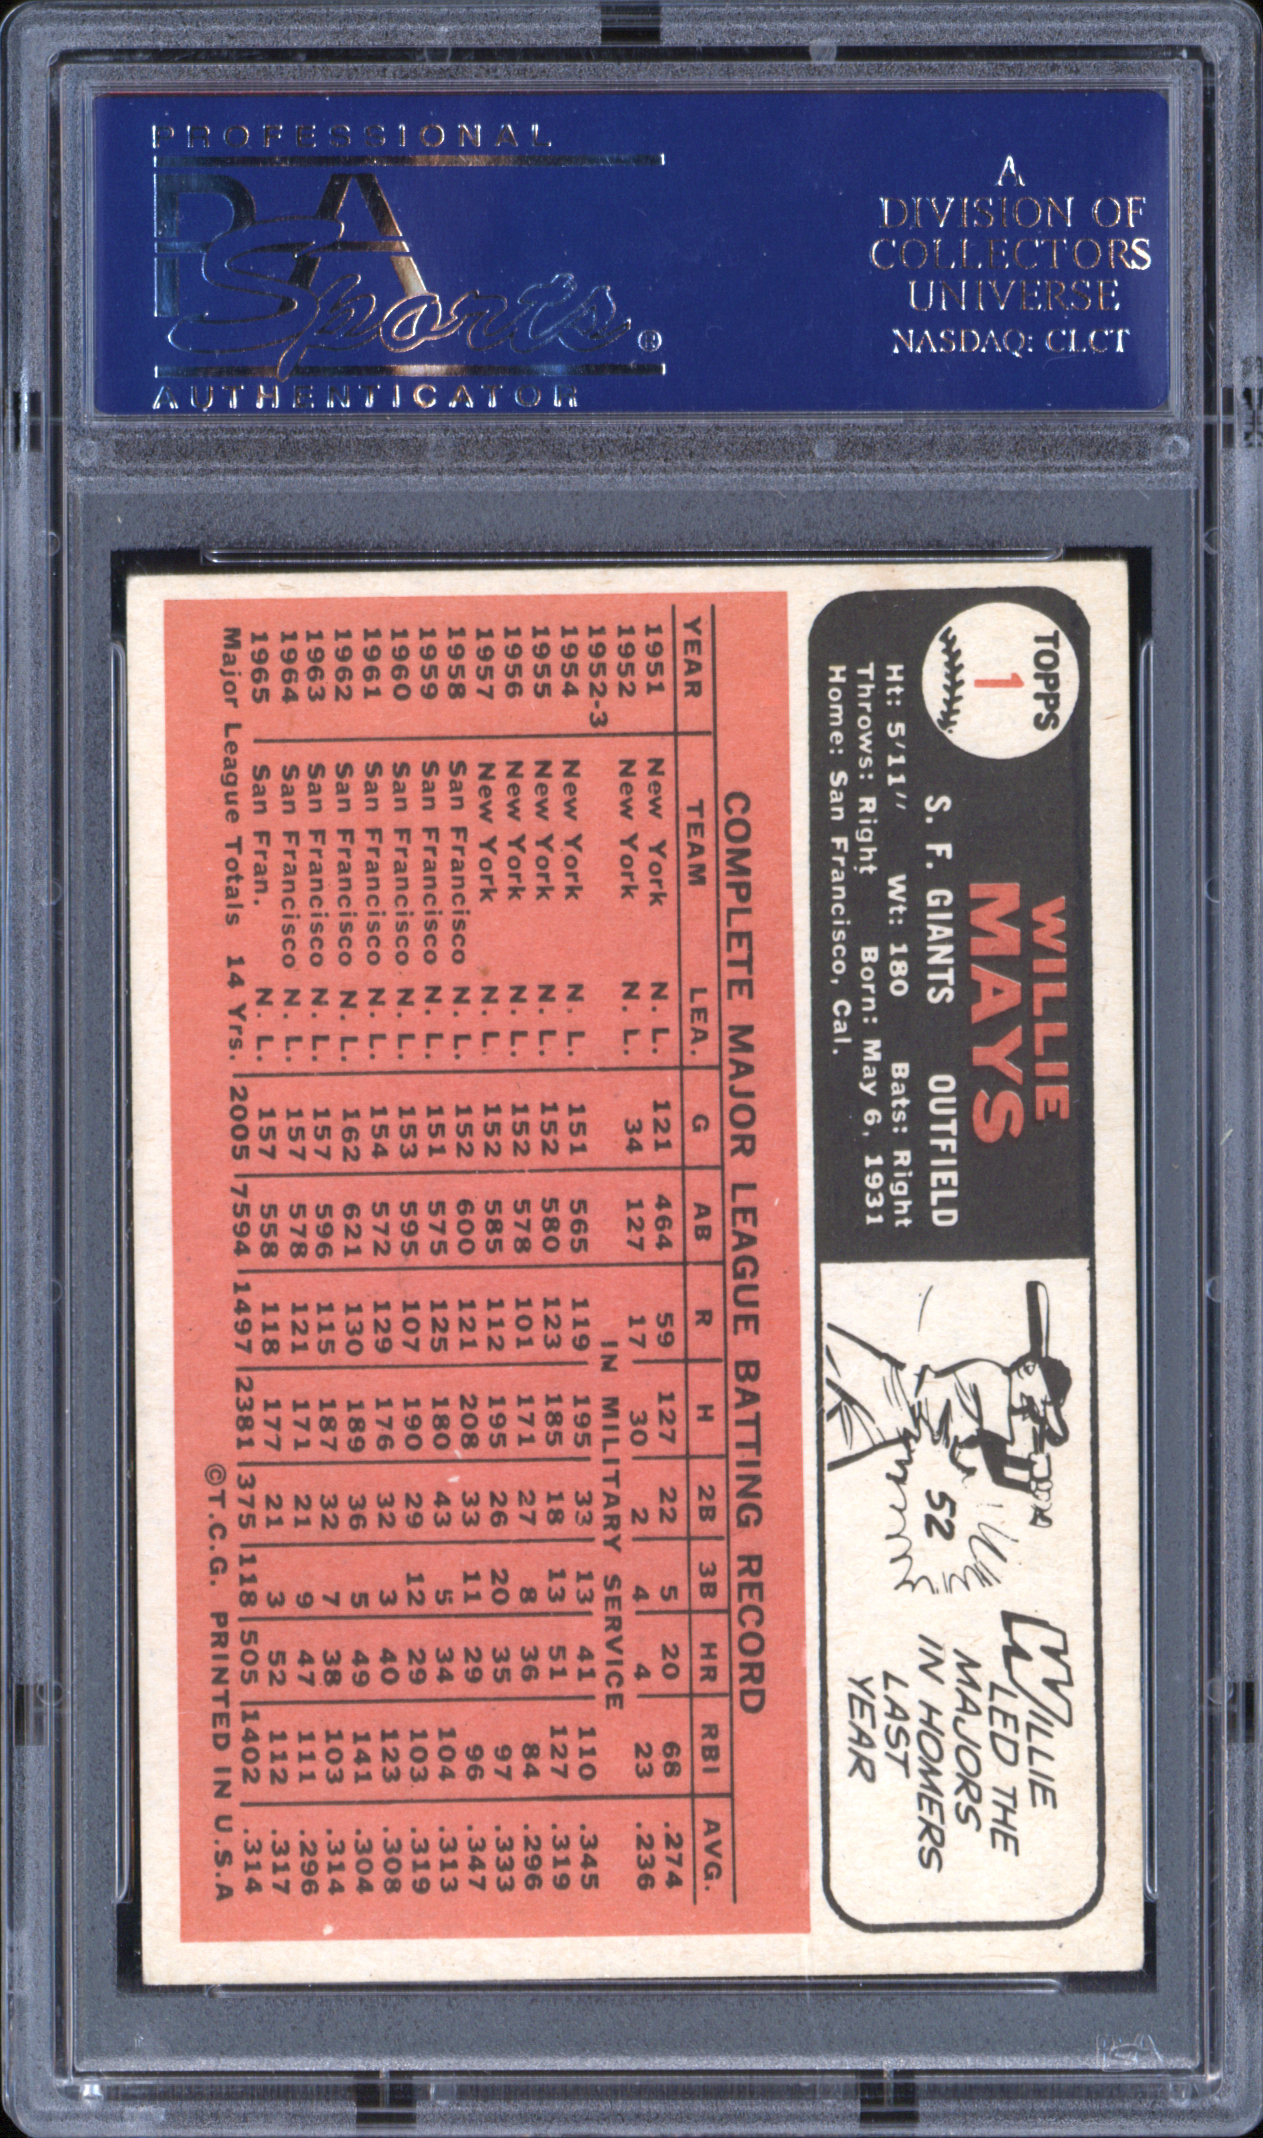 PROFESSIONAL
PSA
Sports®
AUTHENTICATOR
A
DIVISION OF
COLLECTORS
UNIVERSE
NASDAQ: CLCT
TOPPS
1
WILLIE
MAYS
S. F. GIANTS OUTFIELD
Ht: 5'11" Wt: 180 Bats: Right
Throws: Right Born: May 6, 1931
Home: San Francisco, Cal.
52
WILLIE
LED THE
MAJORS
IN HOMERS
LAST
YEAR
COMPLETE MAJOR LEAGUE BATTING RECORD
YEAR TEAM LEA. G AB R H 2B 3B HR RBI AVG.
1951 New York N. L. 121 464 59 127 22 5 20 68 .274
1952 New York N. L. 34 127 17 30 2 4 4 23 .236
1952-3 IN MILITARY SERVICE
1954 New York N. L. 151 565 119 195 33 13 41 110 .345
1955 New York N. L. 152 580 123 185 18 13 51 127 .319
1956 New York N. L. 152 578 101 171 27 8 36 84 .296
1957 New York N. L. 152 585 112 195 26 20 35 97 .333
1958 San Francisco N. L. 152 600 121 208 33 11 29 96 .347
1959 San Francisco N. L. 151 575 125 180 43 5 34 104 .313
1960 San Francisco N. L. 153 595 107 190 29 12 29 103 .319
1961 San Francisco N. L. 154 572 129 176 32 3 40 123 .308
1962 San Francisco N. L. 162 621 130 189 36 5 49 141 .304
1963 San Francisco N. L. 157 596 115 187 32 7 38 103 .314
1964 San Francisco N. L. 157 578 121 171 21 9 47 111 .296
1965 San Fran. N. L. 157 558 118 177 21 3 52 112 .317
Major League Totals 14 Yrs. 2005 7594 1497 2381 375 118 505 1402 .314
©T.C.G. PRINTED IN U.S.A
PSA